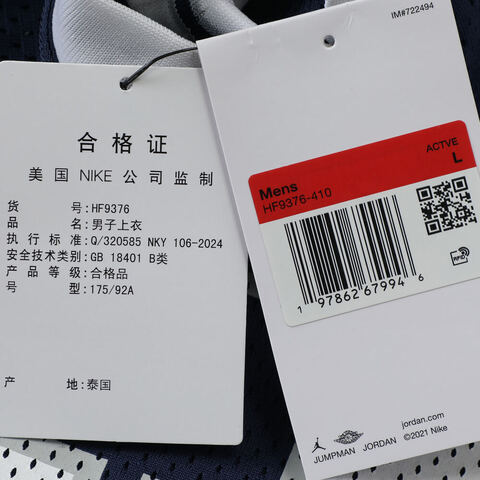 合格证
美国 NIKE 公司监制
货 号: HF9376
品 名: 男子上衣
执行标准: Q/320585 NKY 106-2024
安全技术类别: GB 18401 B类
产品等级: 合格品
号 型: 175/92A
产 地: 泰国
IM#722494
ACTVE
L
Mens
HF9376-410
RFID
1 97862 67994 6
JUMPMAN JORDAN
jordan.com
©2021 Nike